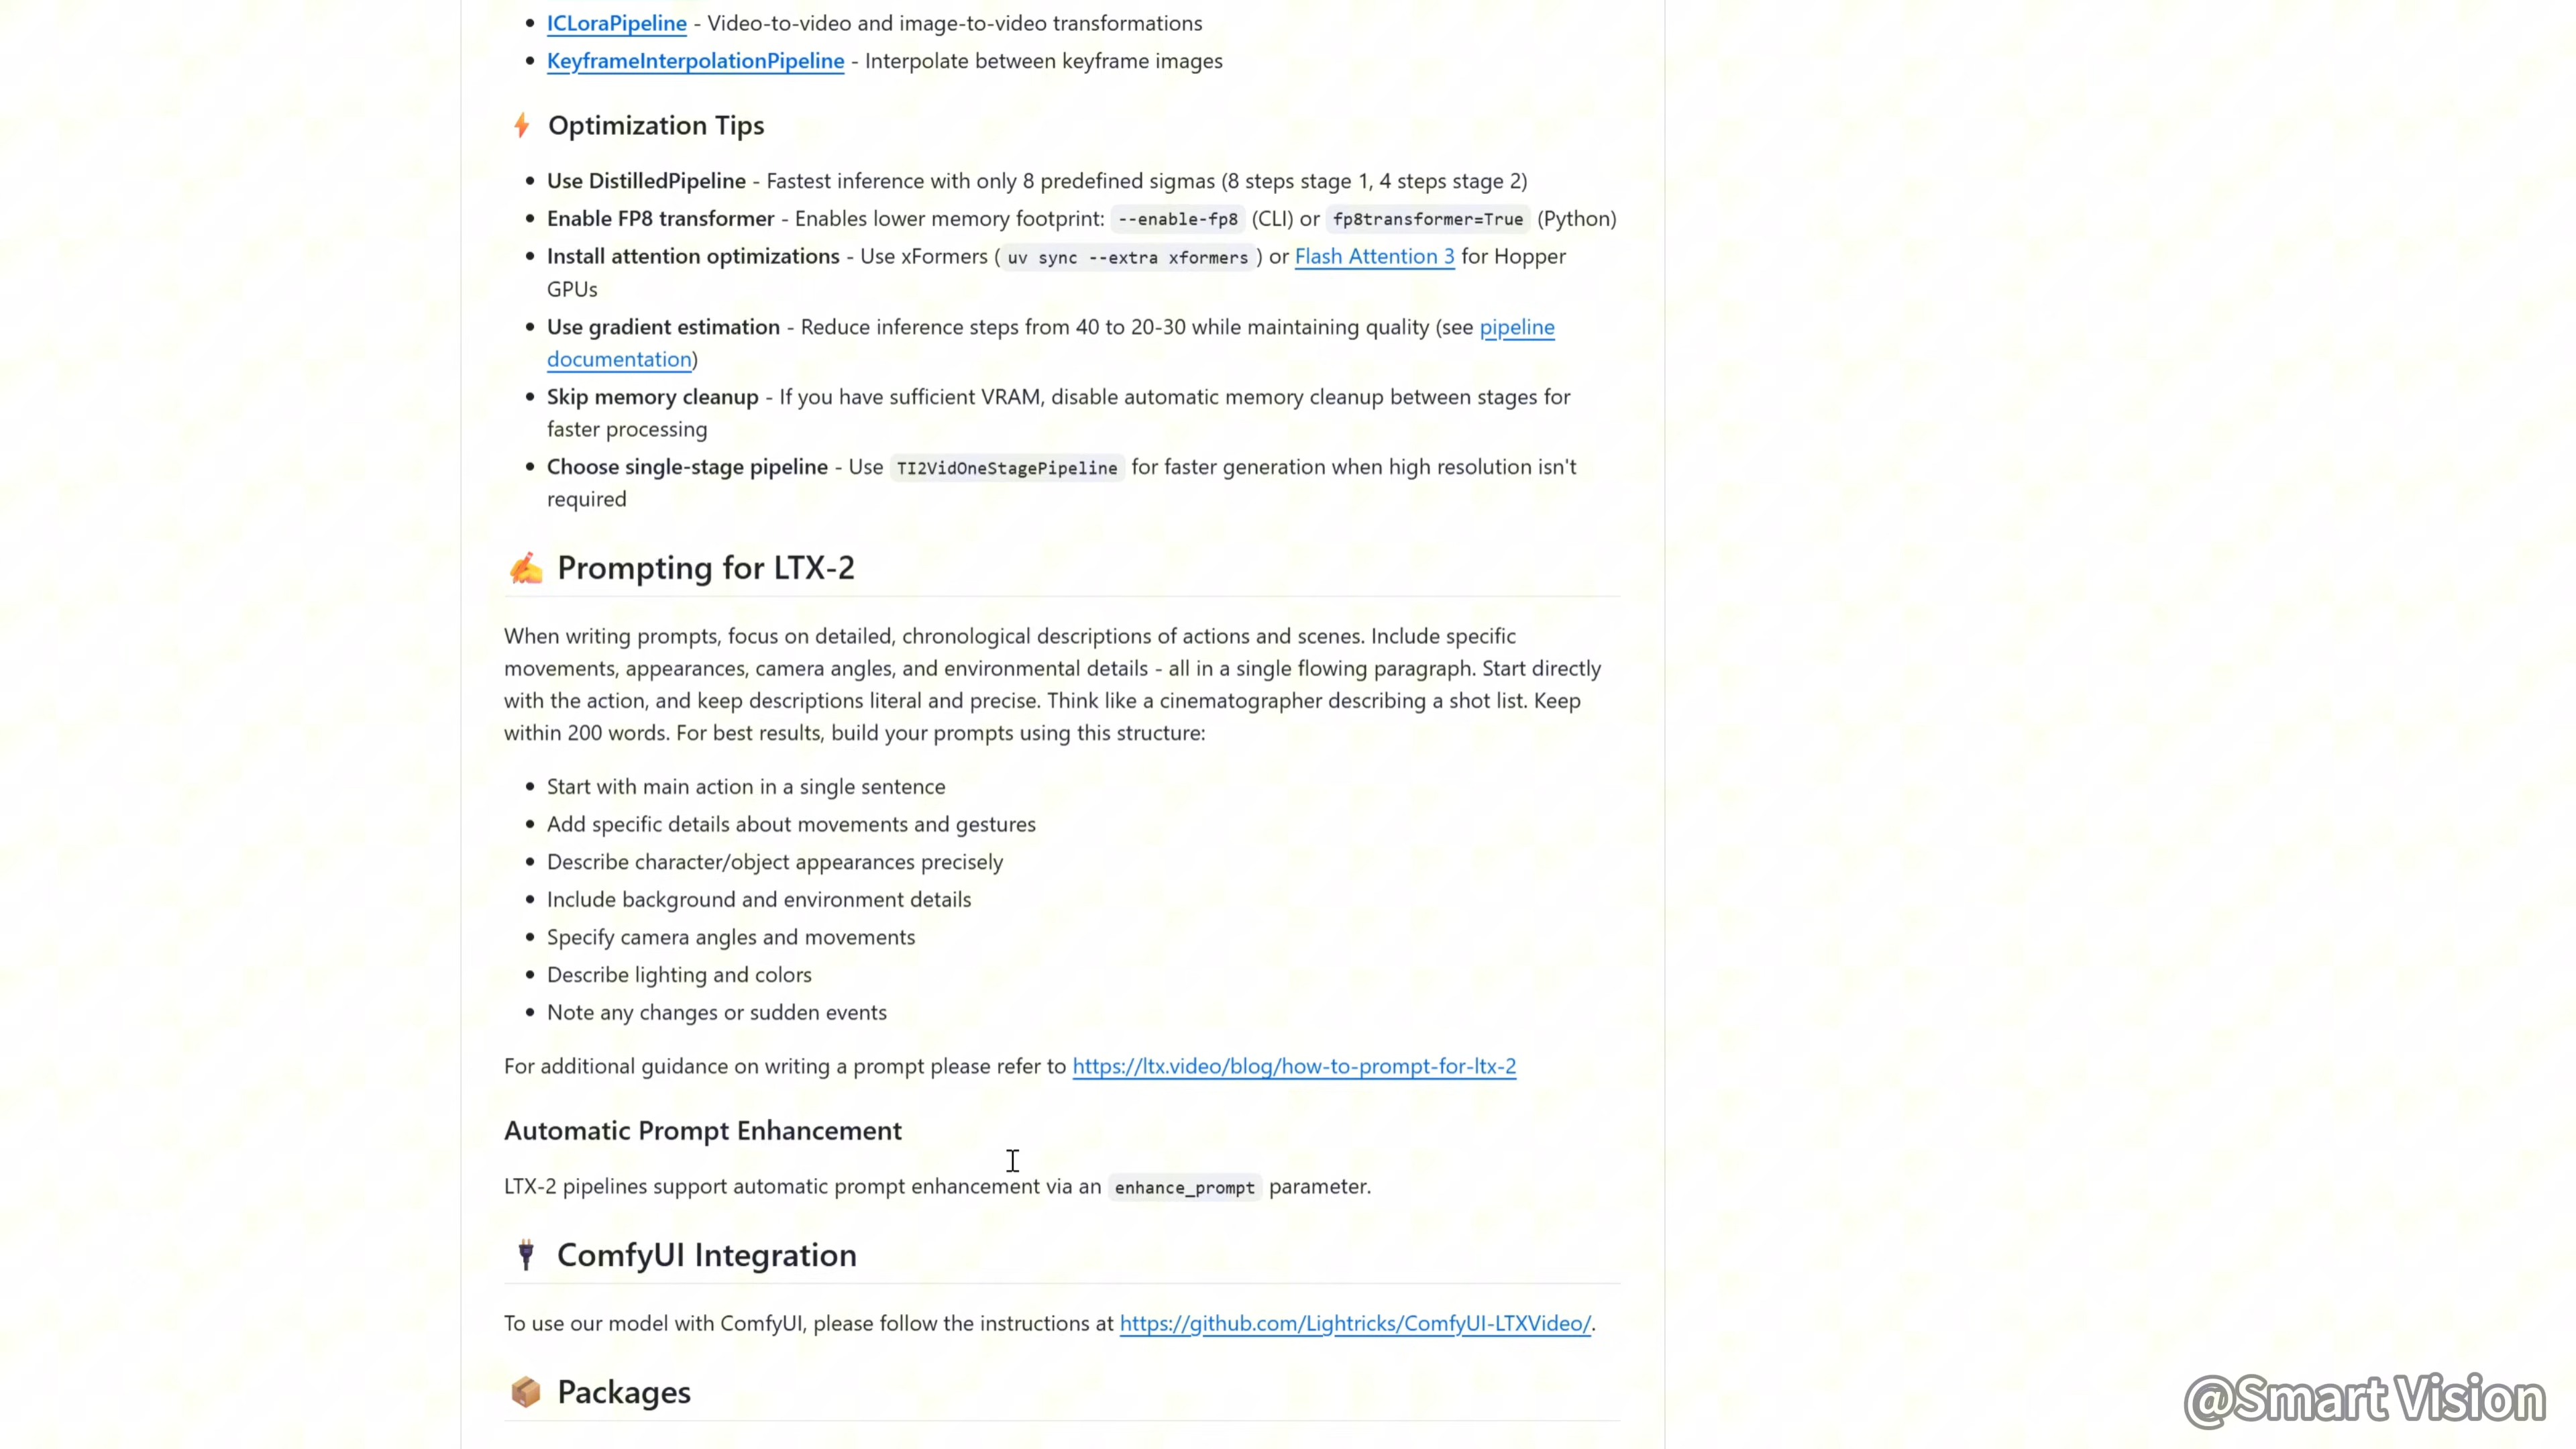 ICLoraPipeline - Video-to-video and image-to-video transformations
KeyframeInterpolationPipeline - Interpolate between keyframe images
Optimization Tips
Use DistilledPipeline - Fastest inference with only 8 predefined sigmas (8 steps stage 1, 4 steps stage 2)
Enable FP8 transformer - Enables lower memory footprint: --enable-fp8 (CLI) or fp8transformer=True (Python)
Install attention optimizations - Use xFormers ( uv sync --extra xformers ) or Flash Attention 3 for Hopper
GPUs
Use gradient estimation - Reduce inference steps from 40 to 20-30 while maintaining quality (see pipeline
documentation)
Skip memory cleanup - If you have sufficient VRAM, disable automatic memory cleanup between stages for
faster processing
Choose single-stage pipeline - Use TI2VidOneStagePipeline for faster generation when high resolution isn't
required
Prompting for LTX-2
When writing prompts, focus on detailed, chronological descriptions of actions and scenes. Include specific
movements, appearances, camera angles, and environmental details - all in a single flowing paragraph. Start directly
with the action, and keep descriptions literal and precise. Think like a cinematographer describing a shot list. Keep
within 200 words. For best results, build your prompts using this structure:
Start with main action in a single sentence
Add specific details about movements and gestures
Describe character/object appearances precisely
Include background and environment details
Specify camera angles and movements
Describe lighting and colors
Note any changes or sudden events
For additional guidance on writing a prompt please refer to https://ltx.video/blog/how-to-prompt-for-ltx-2
Automatic Prompt Enhancement
LTX-2 pipelines support automatic prompt enhancement via an enhance_prompt parameter.
ComfyUI Integration
To use our model with ComfyUI, please follow the instructions at https://github.com/Lightricks/ComfyUI-LTXVideo/.
Packages
@Smart Vision